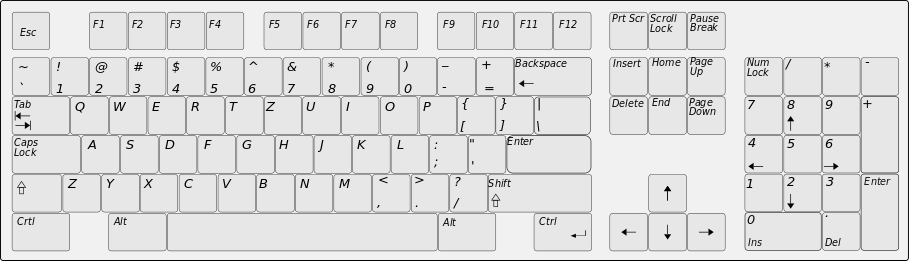 Esc F1 F2 F3 F4 F5 F6 F7 F8 F9 F10 F11 F12 Prt Scr Scroll Lock Pause Break
~ ! @ # $ % ^ & * ( ) _ + Backspace Insert Home Page Up Num Lock / * -
` 1 2 3 4 5 6 7 8 9 0 - = ←
Tab Q W E R T Z U I O P { } | Delete End Page Down 7 8 9 +
[ ] \ ↑
Caps Lock A S D F G H J K L : " Enter 4 5 6
; ' ← →
⇧ Z Y X C V B N M < > ? Shift ↑ 1 2 3 Enter
, . / ⇧ ↓
Crtl Alt Alt Ctrl ← ↓ → 0 .
Ins Del